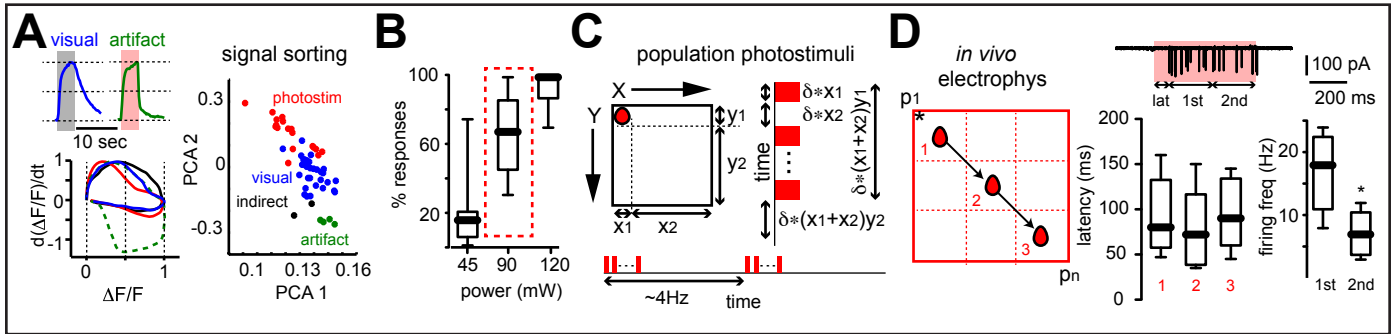 A
visual
artifact
10 sec
d(ΔF/F)/dt
1
0
-1
0
1
ΔF/F
signal sorting
PCA 2
0.3
0
-0.3
photostim
visual
indirect
artifact
0.1
0.13
0.16
PCA 1
B
% responses
100
80
60
40
20
45
90
120
power (mW)
C
population photostimuli
X
Y
y1
y2
x1
x2
time
δ*x1
δ*x2
δ*(x1+x2)y1
δ*(x1+x2)y2
~4Hz
time
D
in vivo
electrophys
p1
*
1
2
3
pn
lat
1st
2nd
100 pA
200 ms
latency (ms)
200
150
100
50
0
1
2
3
firing freq (Hz)
20
10
*
1st
2nd